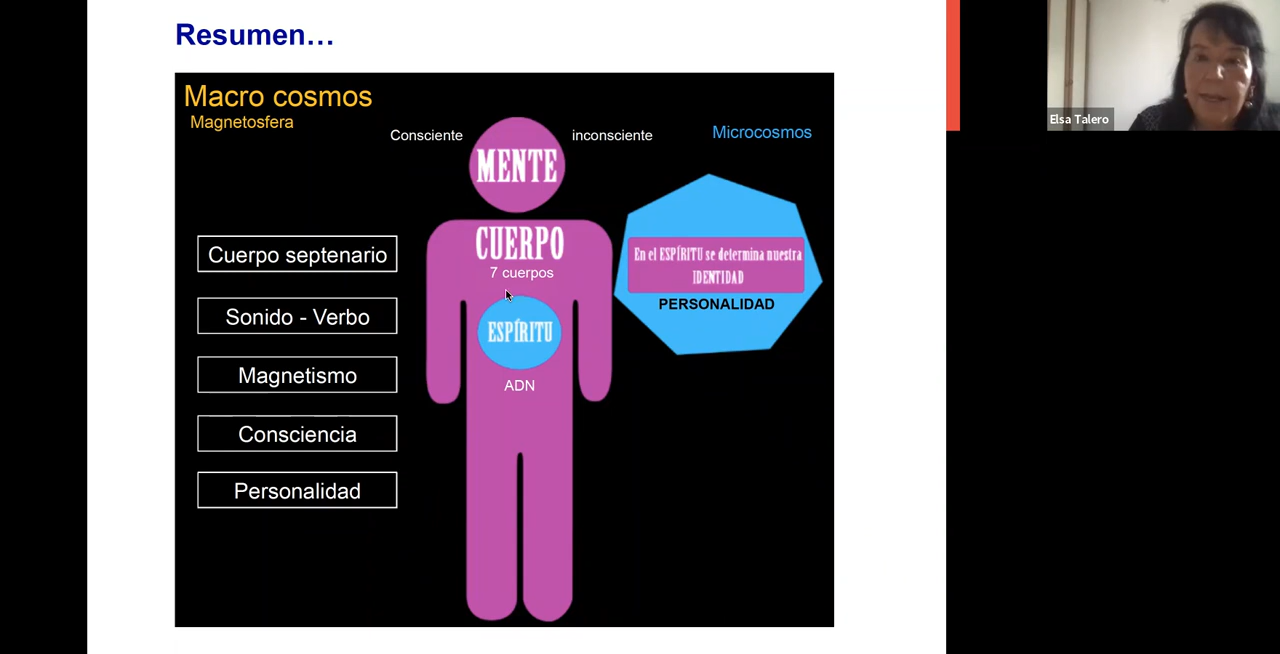 Resumen…
Macro cosmos
Magnetosfera
Consciente
inconsciente
Microcosmos
MENTE
CUERPO
7 cuerpos
ESPÍRITU
ADN
En el ESPÍRITU se determina nuestra
IDENTIDAD
PERSONALIDAD
Cuerpo septenario
Sonido - Verbo
Magnetismo
Consciencia
Personalidad
Elsa Talero